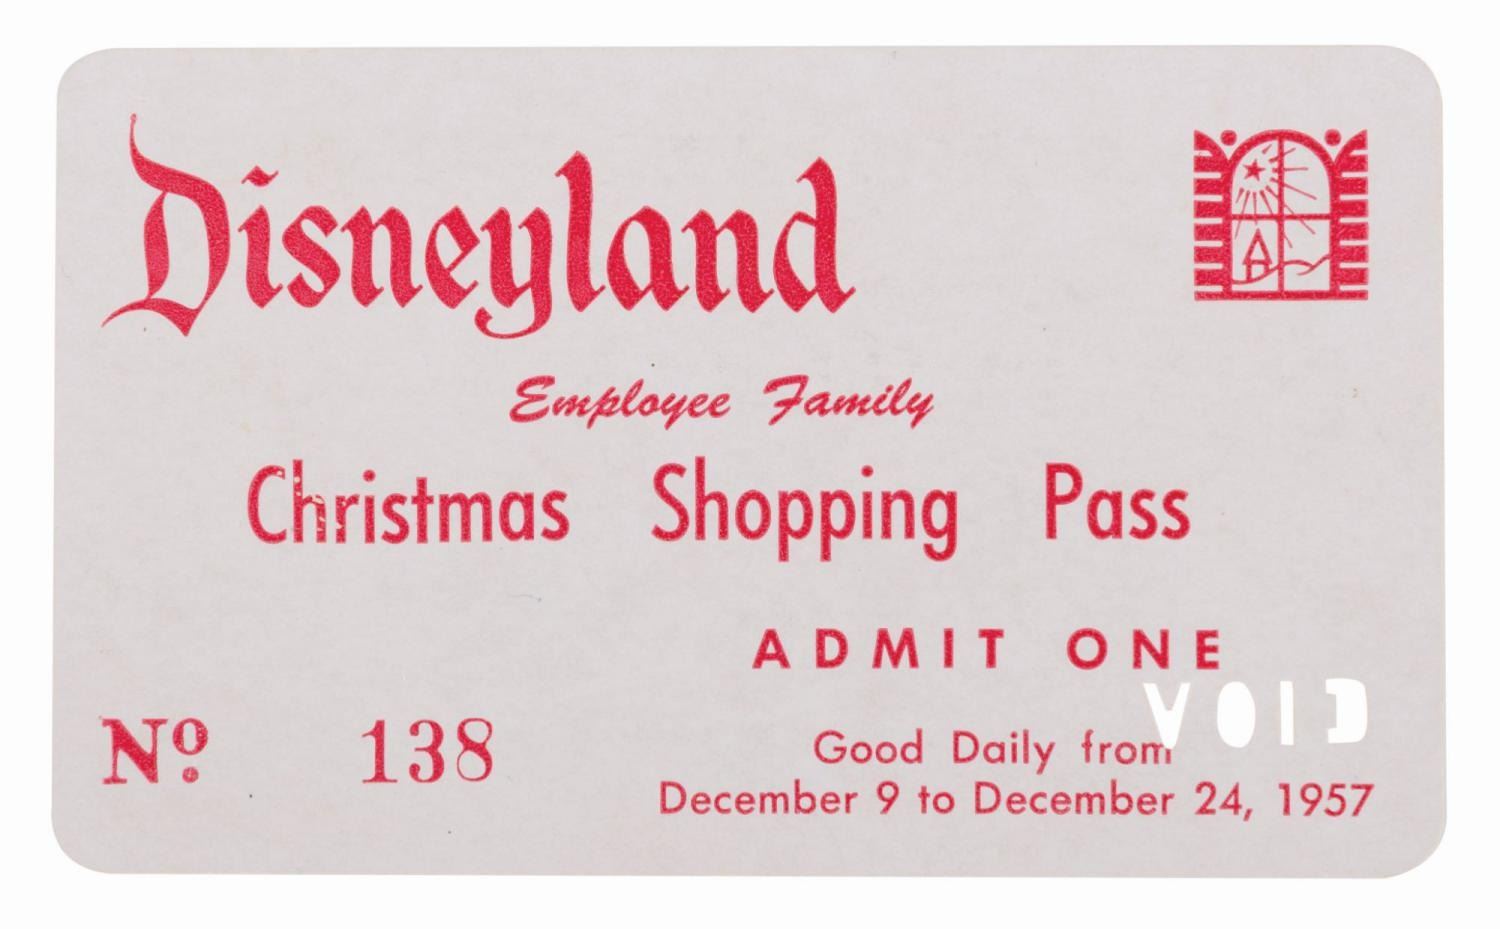 Disneyland
Employee Family
Christmas Shopping Pass
ADMIT ONE
VOID
Nº 138
Good Daily from
December 9 to December 24, 1957